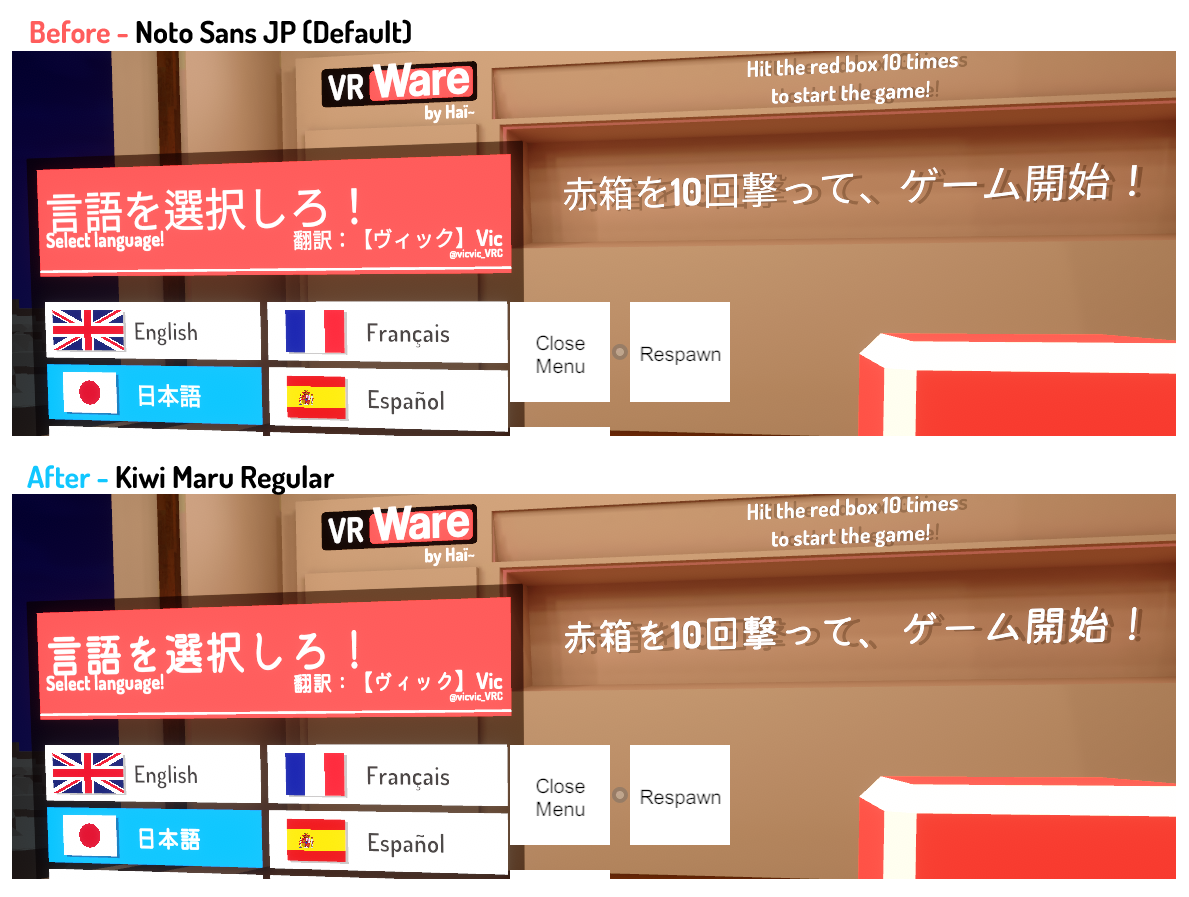 Before - Noto Sans JP (Default)
VR Ware
by Haï~
Hit the red box 10 times
to start the game!
言語を選択しろ！
Select language!
翻訳：【ヴィック】Vic
@vicvic_VRC
赤箱を10回撃って、ゲーム開始！
English
Français
Close
Menu
Respawn
日本語
Español
After - Kiwi Maru Regular
VR Ware
by Haï~
Hit the red box 10 times
to start the game!
言語を選択しろ！
Select language!
翻訳：【ヴィック】Vic
@vicvic_VRC
赤箱を10回撃って、ゲーム開始！
English
Français
Close
Menu
Respawn
日本語
Español